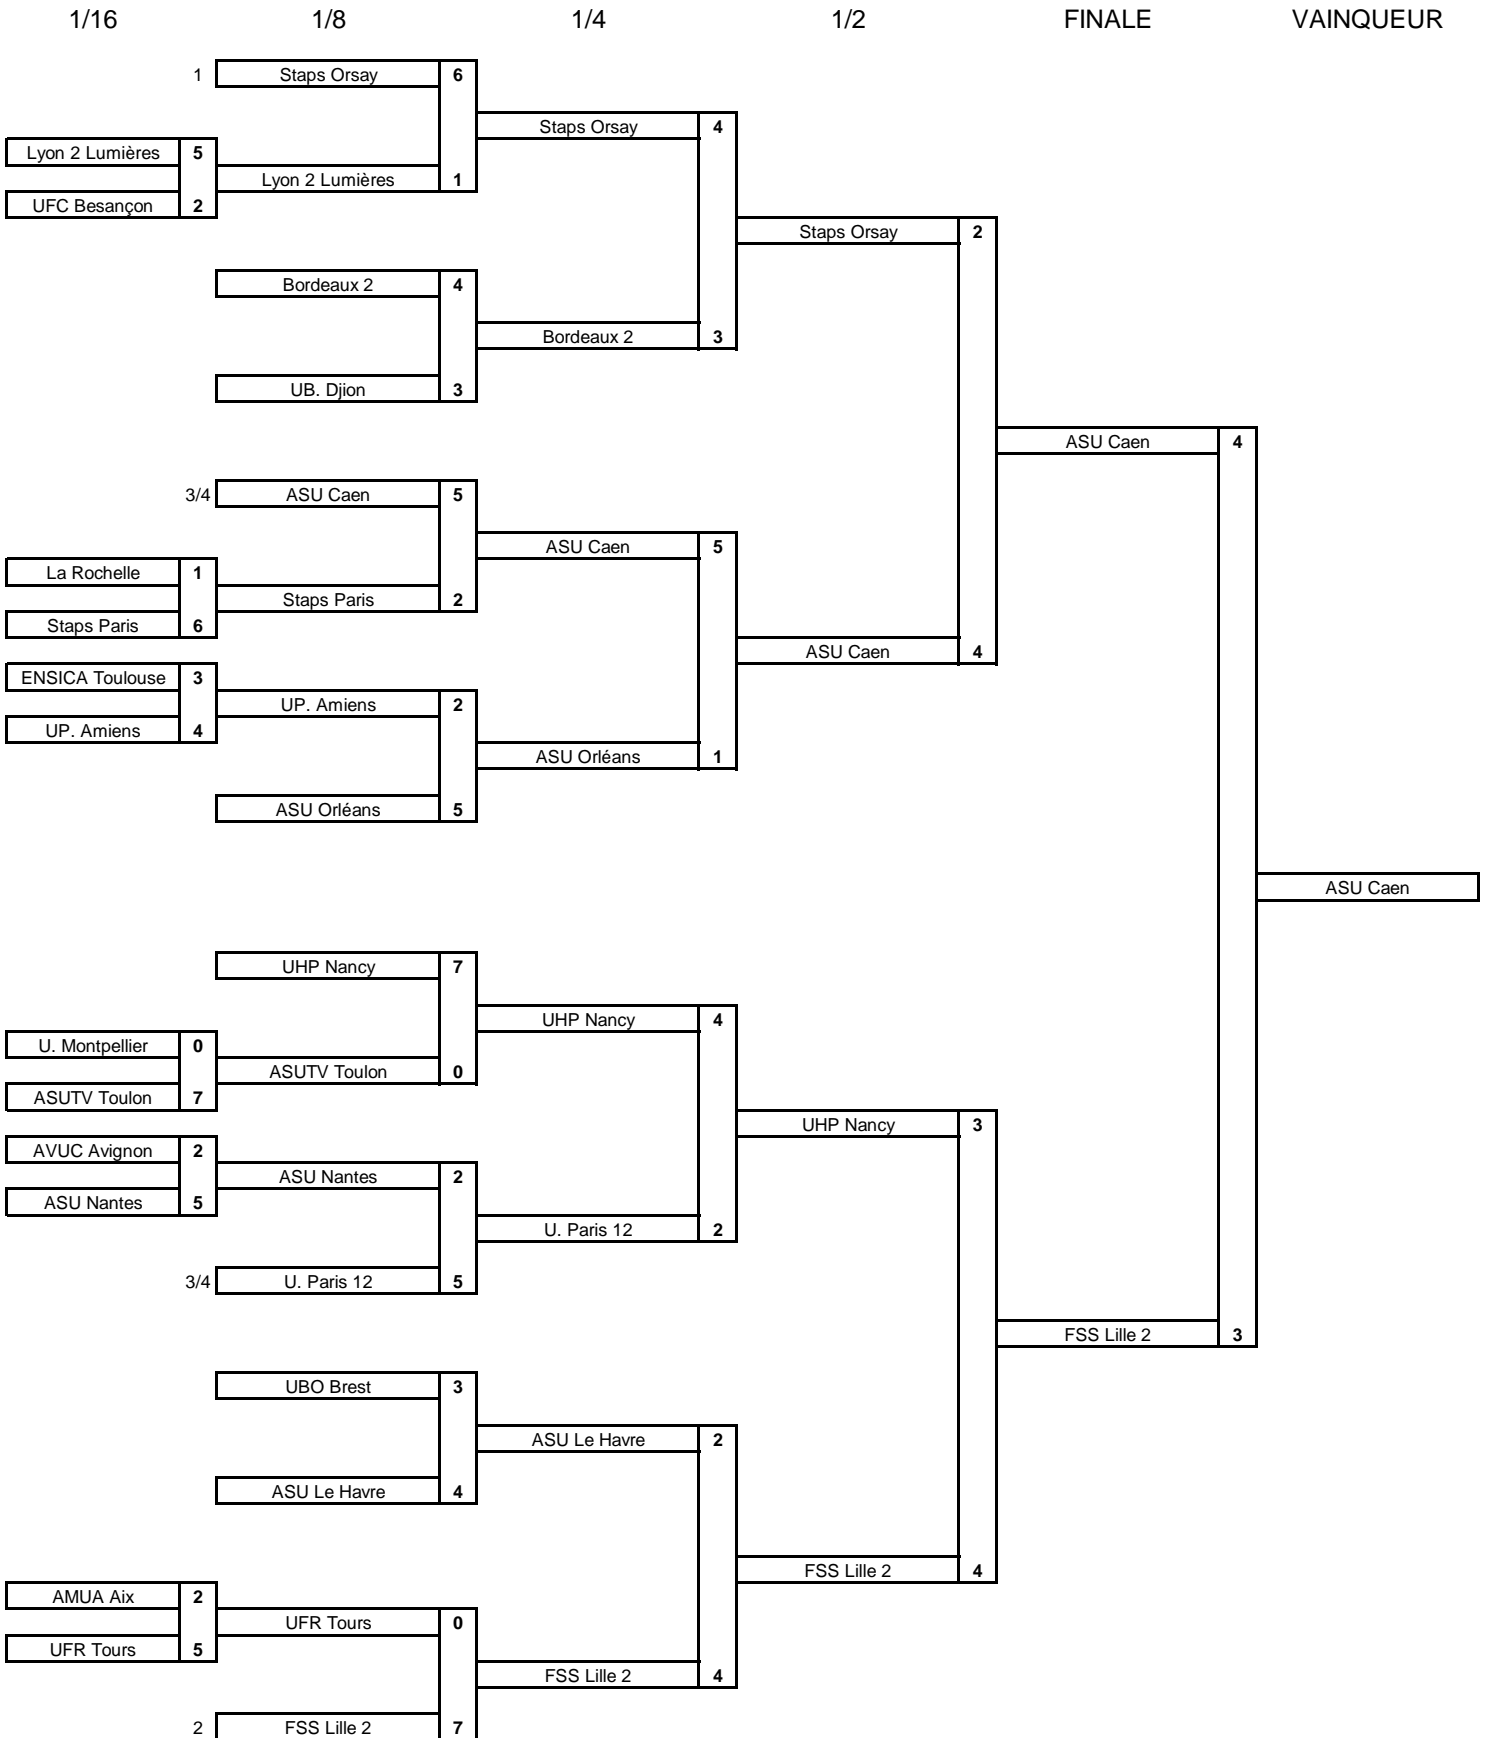 1/16 1/8 1/4 1/2 FINALE VAINQUEUR
1 Staps Orsay 6
Staps Orsay 4
Lyon 2 Lumières 5
Lyon 2 Lumières 1
UFC Besançon 2
Staps Orsay 2
Bordeaux 2 4
Bordeaux 2 3
UB. Djion 3
ASU Caen 4
3/4 ASU Caen 5
ASU Caen 5
La Rochelle 1
Staps Paris 2
Staps Paris 6
ASU Caen 4
ENSICA Toulouse 3
UP. Amiens 2
UP. Amiens 4
ASU Orléans 1
ASU Orléans 5
ASU Caen
UHP Nancy 7
UHP Nancy 4
U. Montpellier 0
ASUTV Toulon 0
ASUTV Toulon 7
UHP Nancy 3
AVUC Avignon 2
ASU Nantes 2
ASU Nantes 5
U. Paris 12 2
3/4 U. Paris 12 5
FSS Lille 2 3
UBO Brest 3
ASU Le Havre 2
ASU Le Havre 4
FSS Lille 2 4
AMUA Aix 2
UFR Tours 0
UFR Tours 5
FSS Lille 2 4
2 FSS Lille 2 7